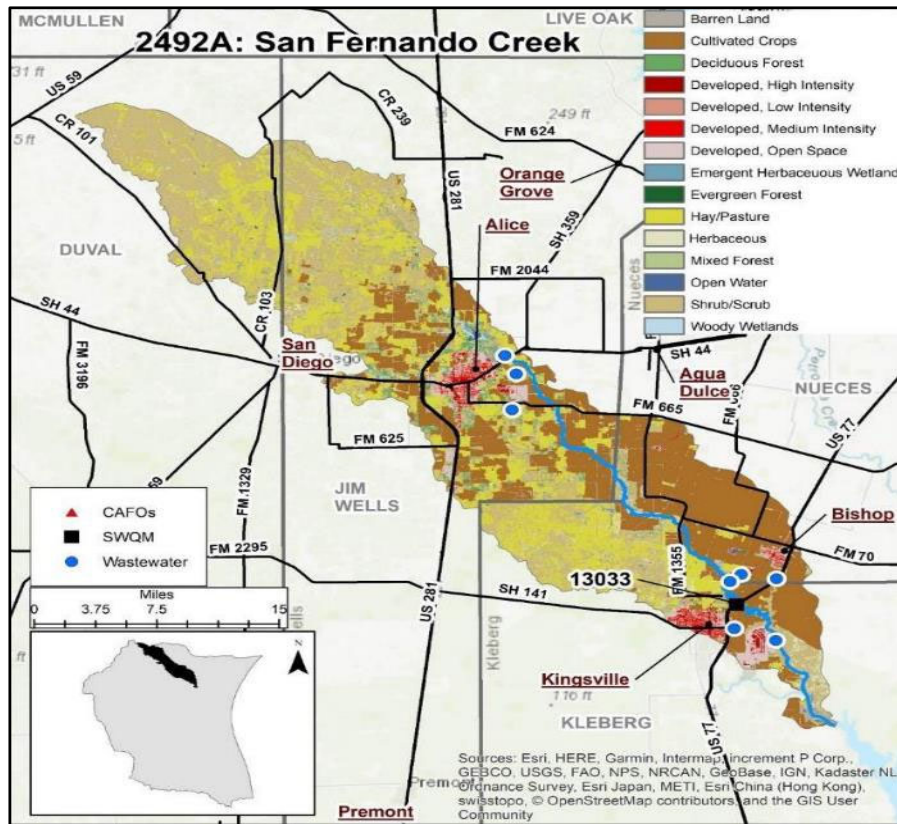 MCMULLEN
LIVE OAK
2492A: San Fernando Creek
Barren Land
Cultivated Crops
Deciduous Forest
Developed, High Intensity
Developed, Low Intensity
Developed, Medium Intensity
Developed, Open Space
Emergent Herbaceuous Wetland
Evergreen Forest
Hay/Pasture
Herbaceous
Mixed Forest
Open Water
Shrub/Scrub
Woody Wetlands
31 ft
US 59
CR 101
CR 239
US 281
249 ft
FM 624
Orange
Grove
Alice
SH 359
DUVAL
FM 2044
Nueces
CR 103
SH 44
San
Diego
SH 44
Agua
Dulce
NUECES
FM 3196
FM 665
US 77
FM 625
FM 1329
JIM
WELLS
Bishop
CAFOs
SWQM
Wastewater
FM 2295
FM 1355
FM 70
13033
Miles
0 3.75 7.5 15
SH 141
US 281
Kleberg
Kingsville
116 ft
KLEBERG
US 77
N
Premont
Premont
Sources: Esri, HERE, Garmin, Intermap, increment P Corp.,
GEBCO, USGS, FAO, NPS, NRCAN, GeoBase, IGN, Kadaster NL,
Ordnance Survey, Esri Japan, METI, Esri China (Hong Kong),
swisstopo, © OpenStreetMap contributors, and the GIS User
Community